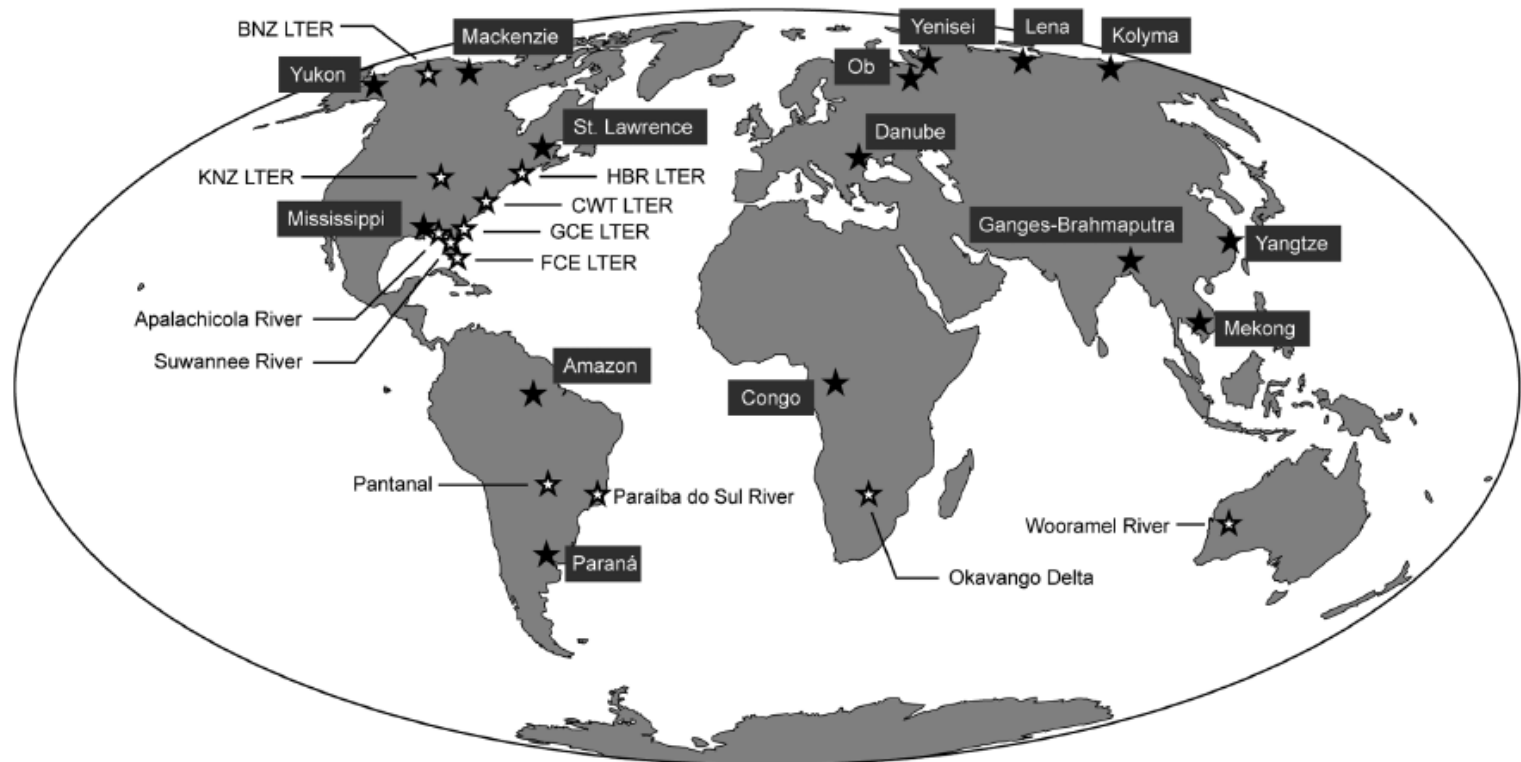 BNZ LTER
Mackenzie
Yenisei
Lena
Kolyma
Yukon
Ob
St. Lawrence
Danube
KNZ LTER
HBR LTER
CWT LTER
Mississippi
GCE LTER
Ganges-Brahmaputra
Yangtze
FCE LTER
Apalachicola River
Mekong
Suwannee River
Amazon
Congo
Pantanal
Paraíba do Sul River
Wooramel River
Paraná
Okavango Delta